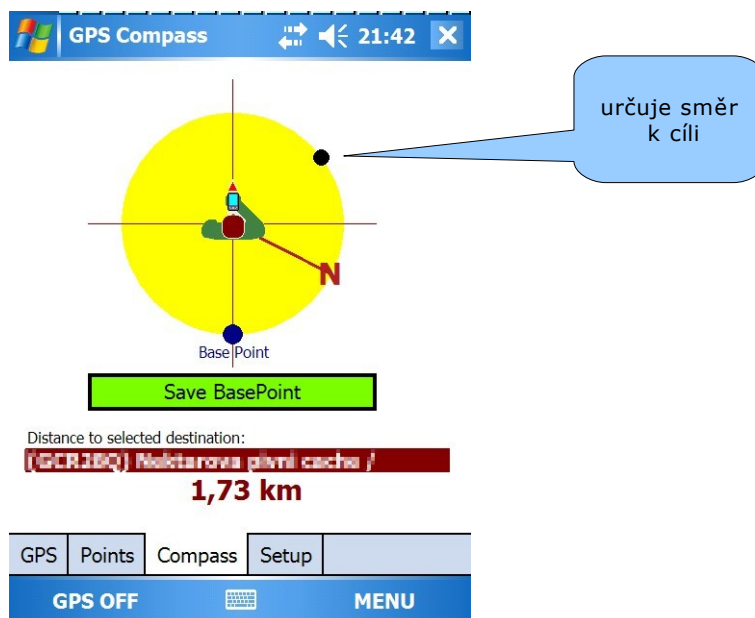 GPS Compass
21:42
určuje směr
k cíli
N
Base Point
Save BasePoint
Distance to selected destination:
1,73 km
GPS
Points
Compass
Setup
GPS OFF
MENU